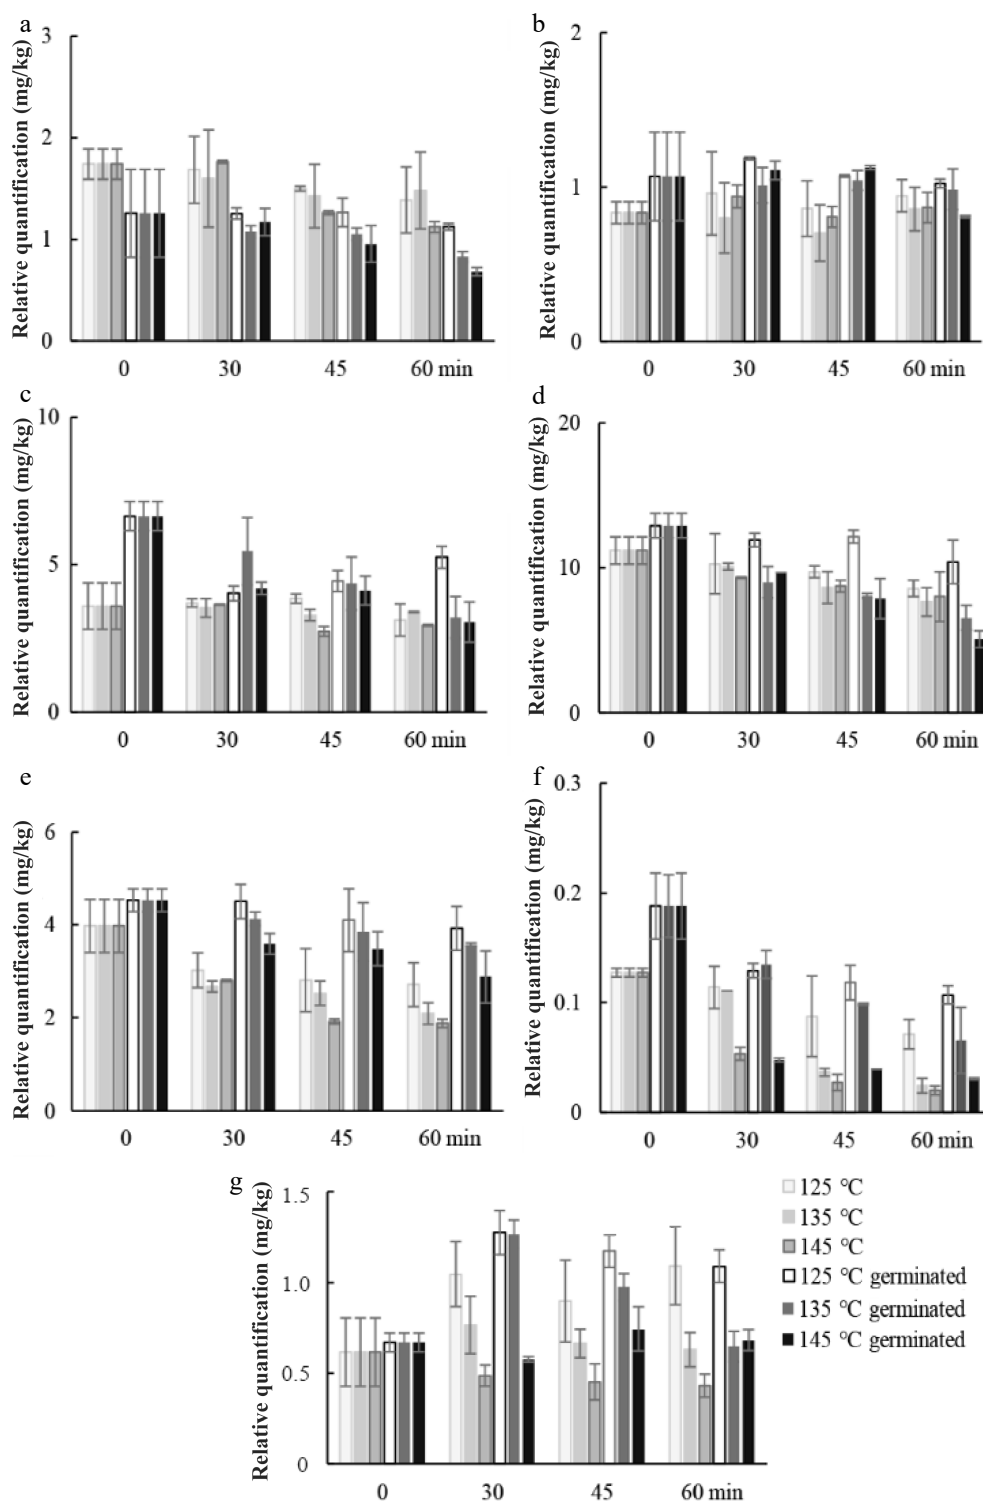 a
Relative quantification (mg/kg)
3
2
1
0
0 30 45 60 min
b
Relative quantification (mg/kg)
2
1
0
0 30 45 60 min
c
Relative quantification (mg/kg)
10
5
0
0 30 45 60 min
d
Relative quantification (mg/kg)
20
10
0
0 30 45 60 min
e
Relative quantification (mg/kg)
6
4
2
0
0 30 45 60 min
f
Relative quantification (mg/kg)
0.3
0.2
0.1
0
0 30 45 60 min
g
Relative quantification (mg/kg)
1.5
1.0
0.5
0
0 30 45 60 min
125 °C
135 °C
145 °C
125 °C germinated
135 °C germinated
145 °C germinated